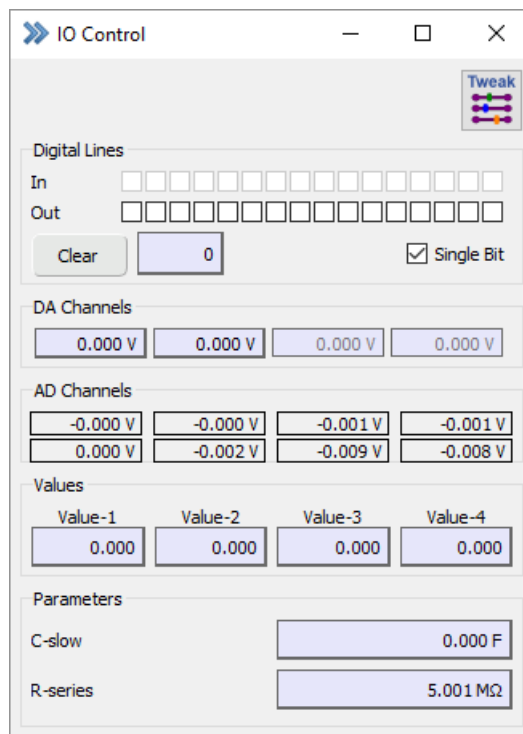 IO Control
Tweak
Digital Lines
In
Out
Clear 0 Single Bit
DA Channels
0.000 V 0.000 V 0.000 V 0.000 V
AD Channels
-0.000 V -0.000 V -0.001 V -0.001 V
0.000 V -0.002 V -0.009 V -0.008 V
Values
Value-1 Value-2 Value-3 Value-4
0.000 0.000 0.000 0.000
Parameters
C-slow 0.000 F
R-series 5.001 MΩ